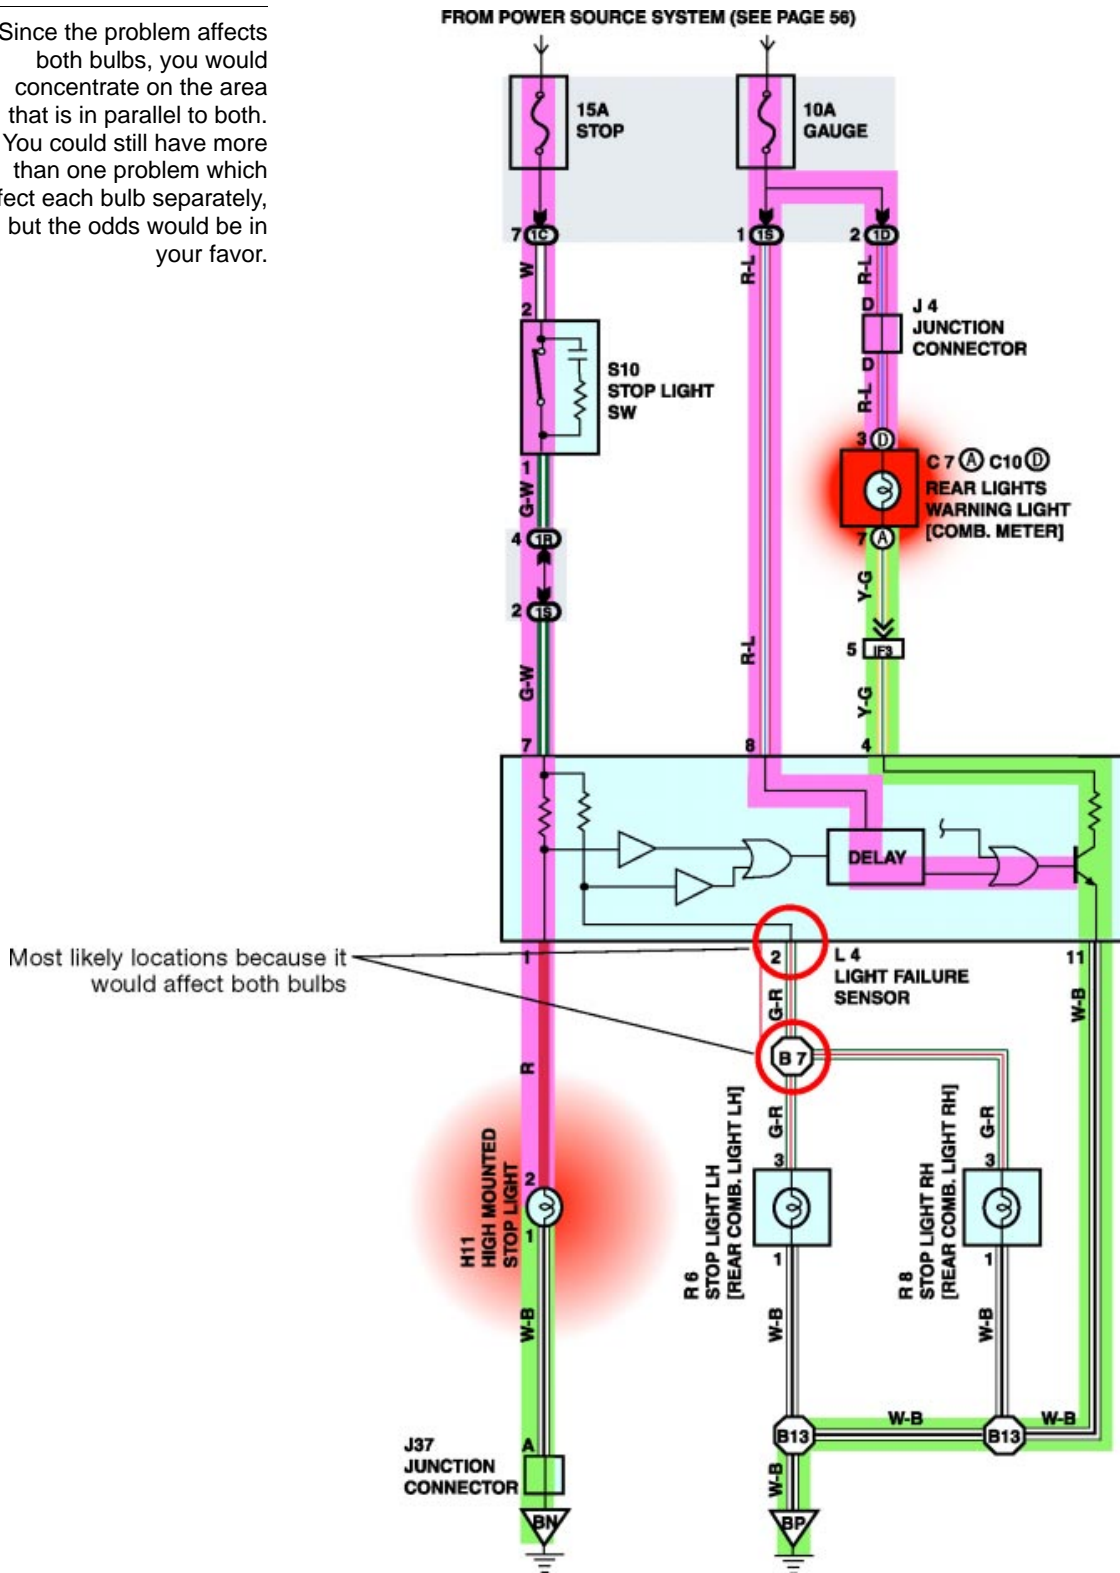 Since the problem affects
both bulbs, you would
concentrate on the area
that is in parallel to both.
You could still have more
than one problem which
fect each bulb separately,
but the odds would be in
your favor.
FROM POWER SOURCE SYSTEM (SEE PAGE 56)
15A
STOP
10A
GAUGE
7 1C
1 1S
2 1D
W
R-L
R-L
2
D
J 4
JUNCTION
CONNECTOR
D
S10
STOP LIGHT
SW
R-L
3 D
1
C 7 A C10 D
REAR LIGHTS
WARNING LIGHT
[COMB. METER]
G-W
4 1R
7 A
Y-G
2 1S
5 IF3
R-L
G-W
Y-G
7
8
4
DELAY
Most likely locations because it
would affect both bulbs
1
2
L 4
LIGHT FAILURE
SENSOR
11
G-R
W-B
B 7
R
G-R
G-R
H11
HIGH MOUNTED
STOP LIGHT
2
1
3
3
R 6
STOP LIGHT LH
[REAR COMB. LIGHT LH]
R 8
STOP LIGHT RH
[REAR COMB. LIGHT RH]
1
1
W-B
W-B
W-B
W-B
W-B
B13
B13
J37
JUNCTION
CONNECTOR
A
W-B
BN
BP